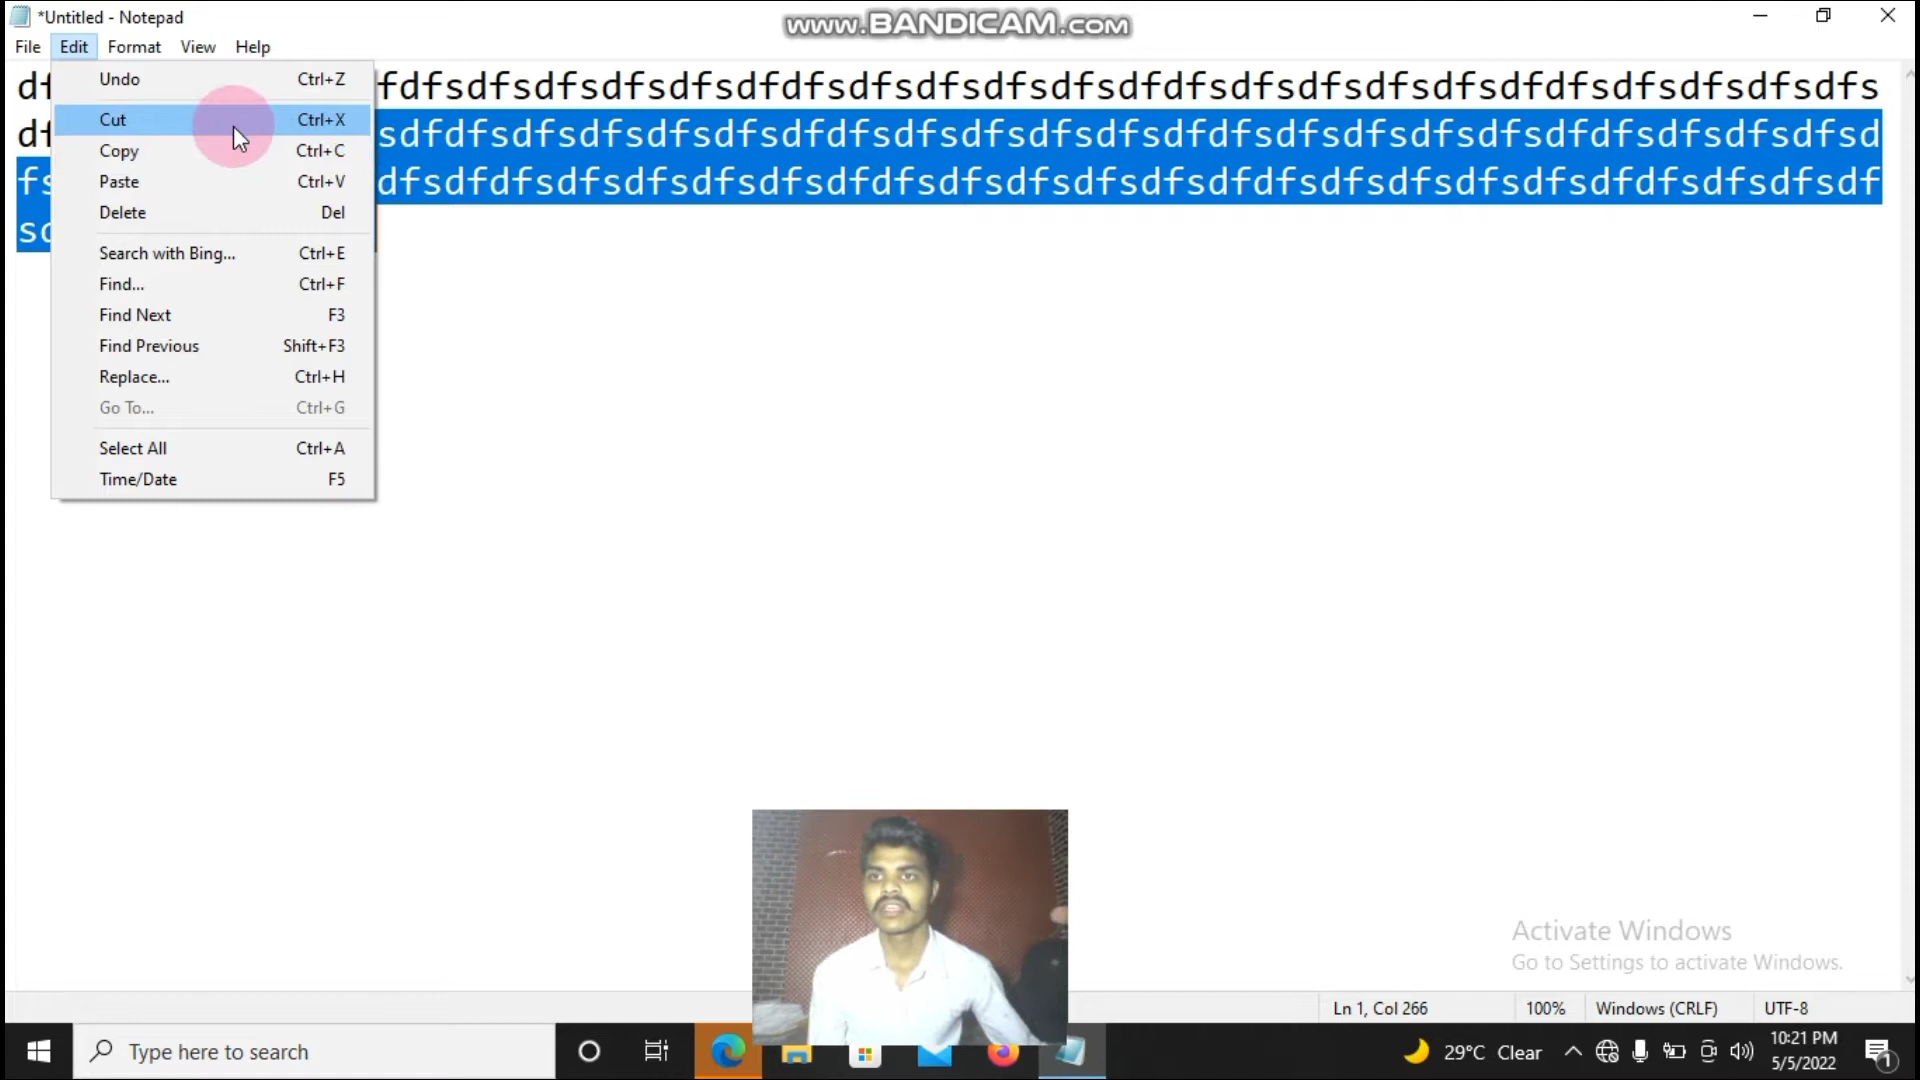 *Untitled - Notepad
www.BANDICAM.com
File Edit Format View Help
Undo Ctrl+Z
Cut Ctrl+X
Copy Ctrl+C
Paste Ctrl+V
Delete Del
Search with Bing... Ctrl+E
Find... Ctrl+F
Find Next F3
Find Previous Shift+F3
Replace... Ctrl+H
Go To... Ctrl+G
Select All Ctrl+A
Time/Date F5
Activate Windows
Go to Settings to activate Windows.
Ln 1, Col 266 100% Windows (CRLF) UTF-8
Type here to search
29°C Clear
10:21 PM
5/5/2022
1